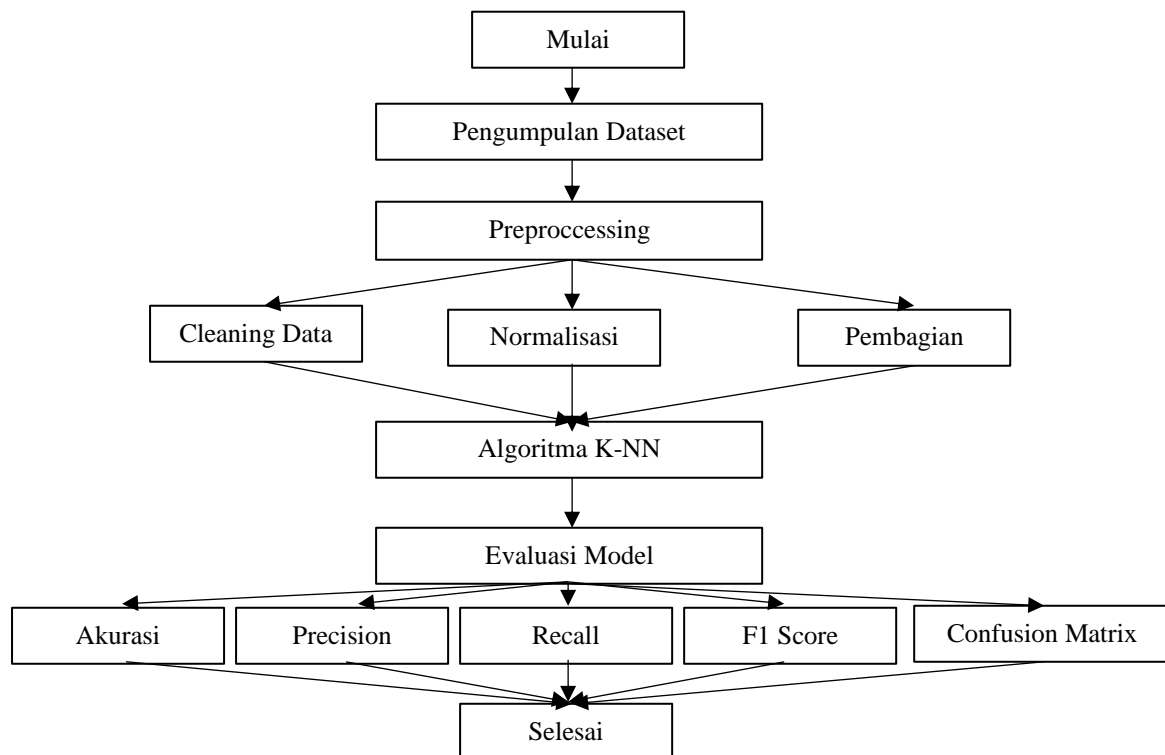 Mulai
Pengumpulan Dataset
Preproccessing
Cleaning Data
Normalisasi
Pembagian
Algoritma K-NN
Evaluasi Model
Akurasi
Precision
Recall
F1 Score
Confusion Matrix
Selesai